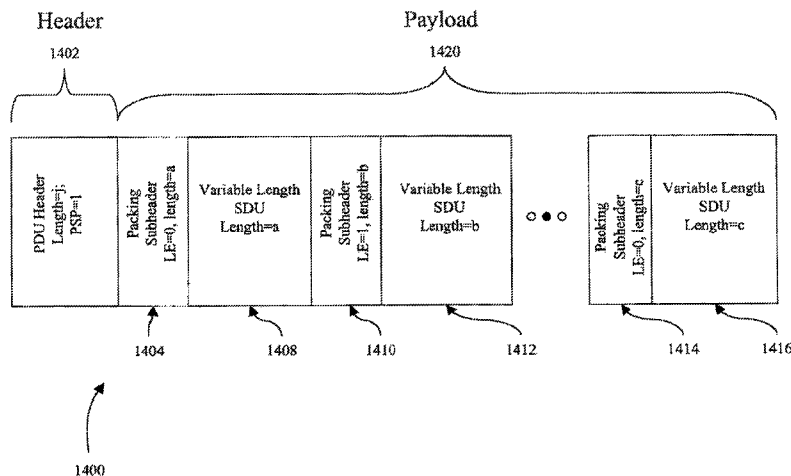 Header
Payload
1402
1420
PDU Header
Length=j;
PSP=1
Packing
Subheader
LE=0, length=a
Variable Length
SDU
Length=a
Packing
Subheader
LE=1, length=b
Variable Length
SDU
Length=b
Packing
Subheader
LE=0, length=c
Variable Length
SDU
Length=c
1404
1408
1410
1412
1414
1416
1400